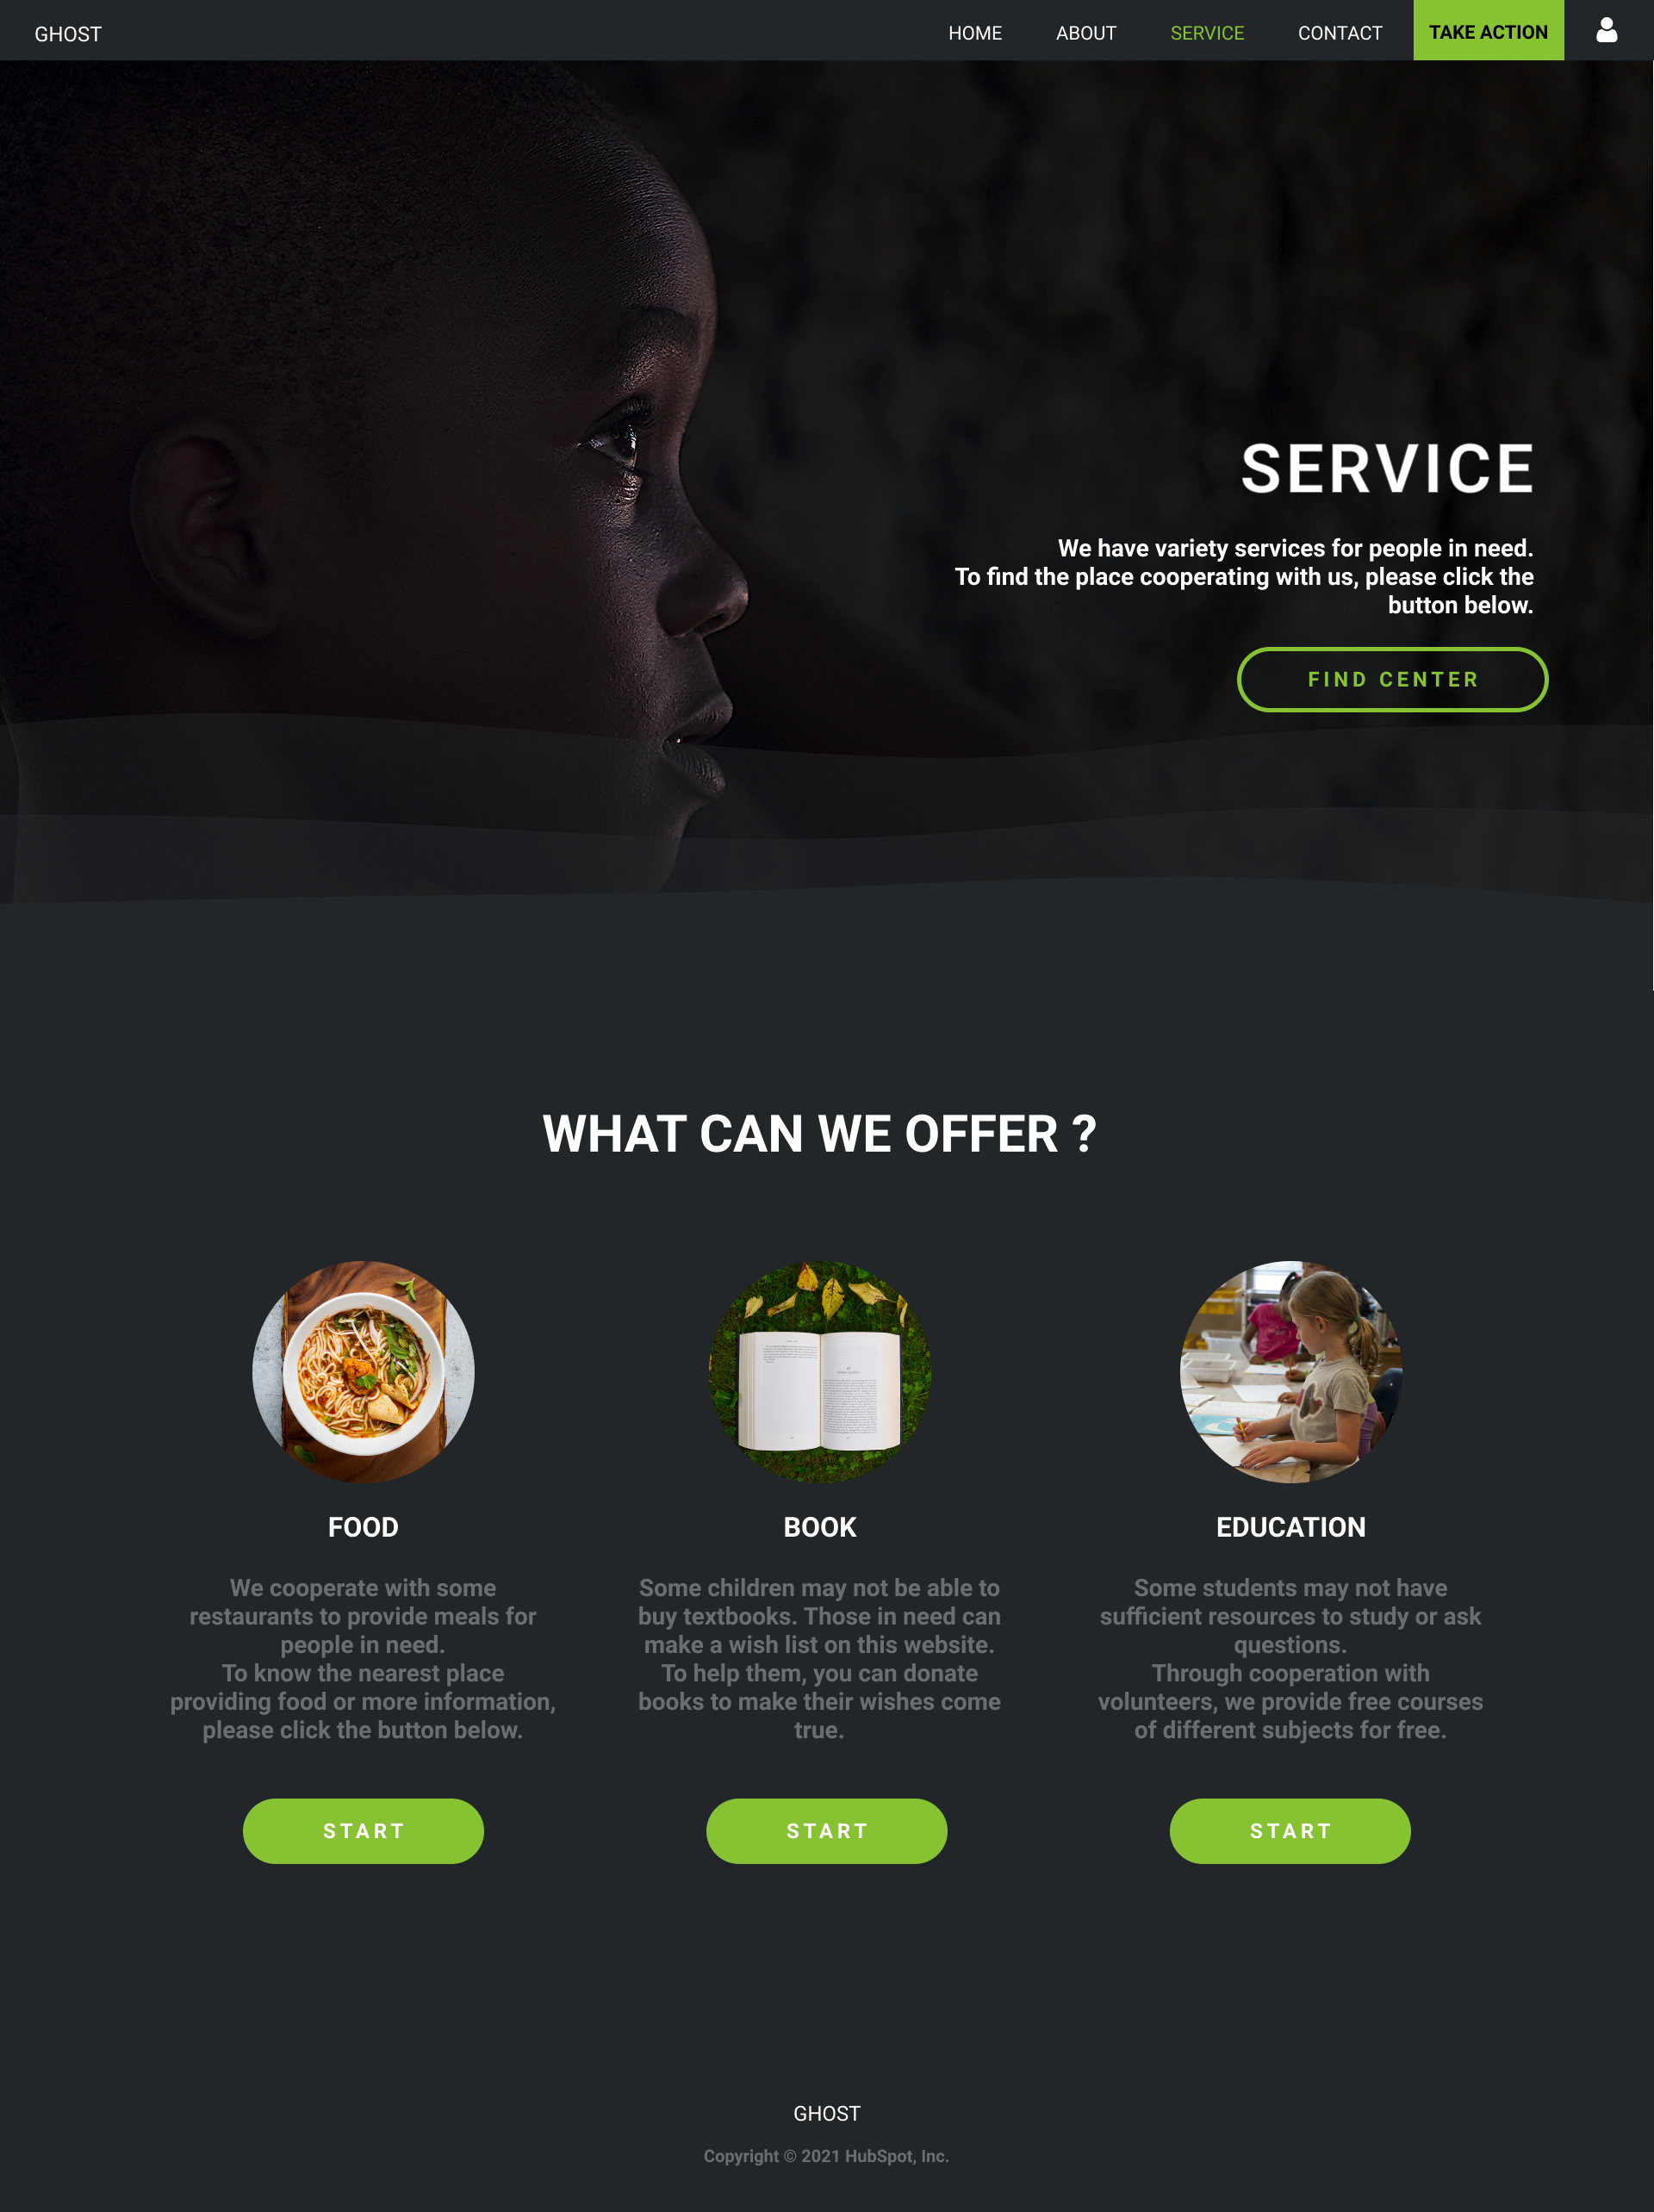 GHOST
HOME ABOUT SERVICE CONTACT TAKE ACTION
SERVICE
We have variety services for people in need.
To find the place cooperating with us, please click the
button below.
FIND CENTER
WHAT CAN WE OFFER ?
FOOD
We cooperate with some
restaurants to provide meals for
people in need.
To know the nearest place
providing food or more information,
please click the button below.
START
BOOK
Some children may not be able to
buy textbooks. Those in need can
make a wish list on this website.
To help them, you can donate
books to make their wishes come
true.
START
EDUCATION
Some students may not have
sufficient resources to study or ask
questions.
Through cooperation with
volunteers, we provide free courses
of different subjects for free.
START
GHOST
Copyright © 2021 HubSpot, Inc.